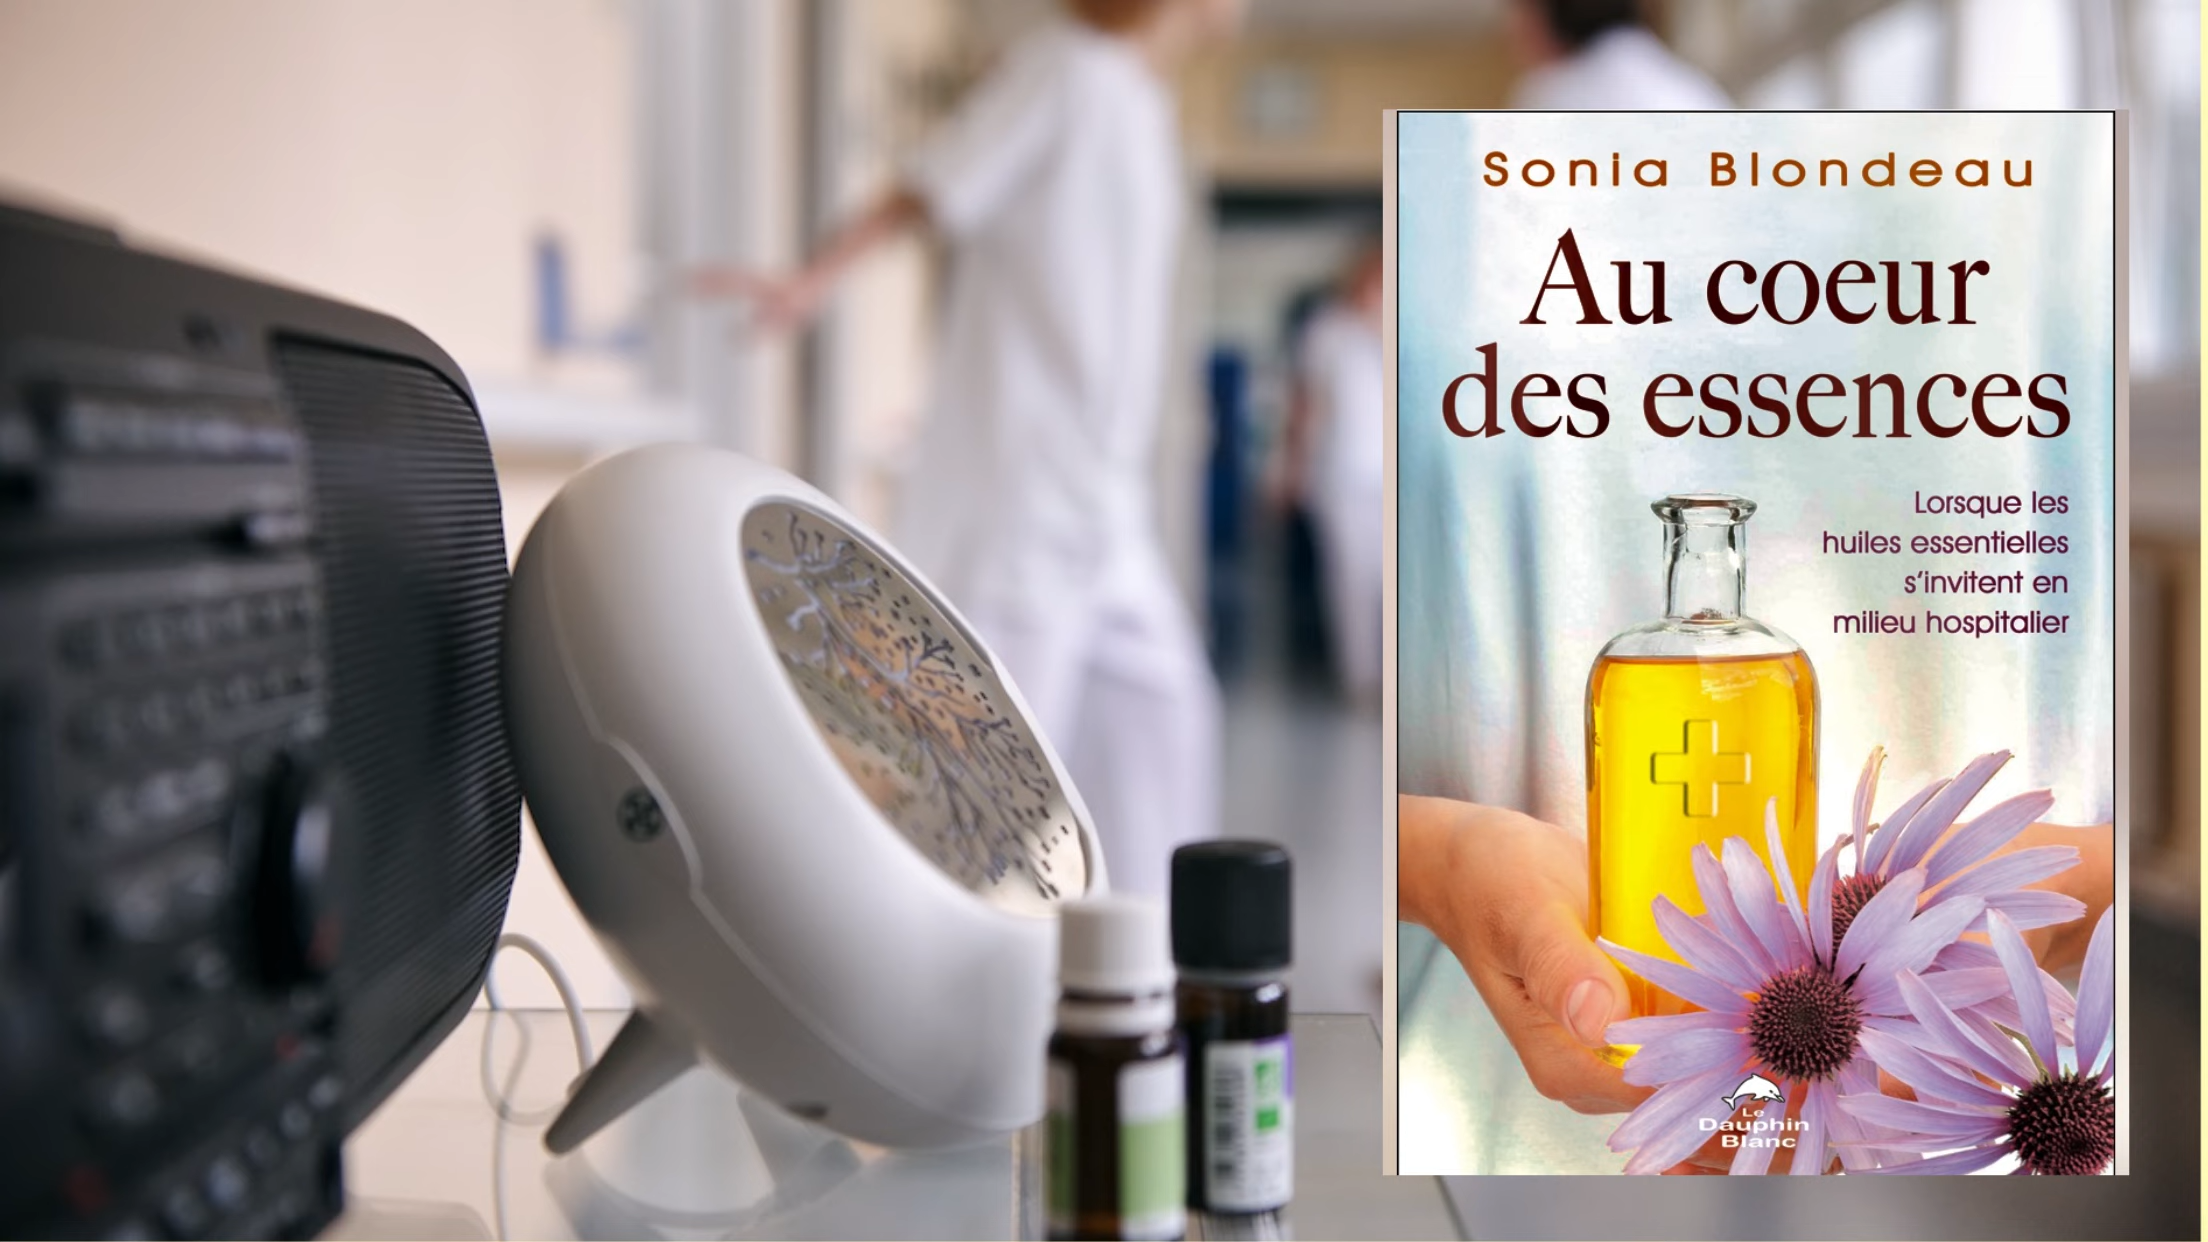 Sonia Blondeau
Au coeur
des essences
Lorsque les
huiles essentielles
s'invitent en
milieu hospitalier
Le
Dauphin
Blanc